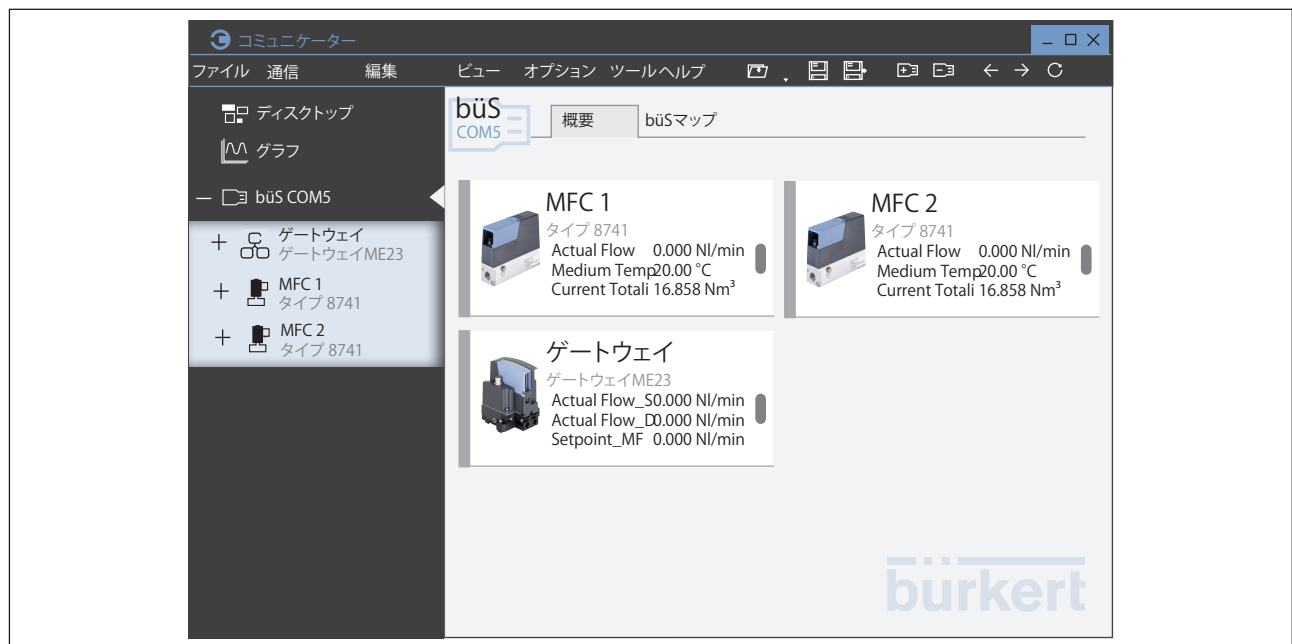 コミュニケーター
ファイル 通信 編集 ビュー オプション ツール ヘルプ
ディスクトップ
グラフ
büS COM5
ゲートウェイ
ゲートウェイME23
MFC 1
タイプ 8741
MFC 2
タイプ 8741
büS
COM5
概要 büSマップ
MFC 1
タイプ 8741
Actual Flow 0.000 Nl/min
Medium Temp20.00 °C
Current Totali 16.858 Nm³
MFC 2
タイプ 8741
Actual Flow 0.000 Nl/min
Medium Temp20.00 °C
Current Totali 16.858 Nm³
ゲートウェイ
ゲートウェイME23
Actual Flow_S0.000 Nl/min
Actual Flow_D0.000 Nl/min
Setpoint_MF 0.000 Nl/min
bürkert